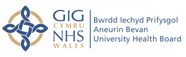 GIG
CYMRU
NHS
WALES
Bwrdd Iechyd Prifysgol
Aneurin Bevan
University Health Board